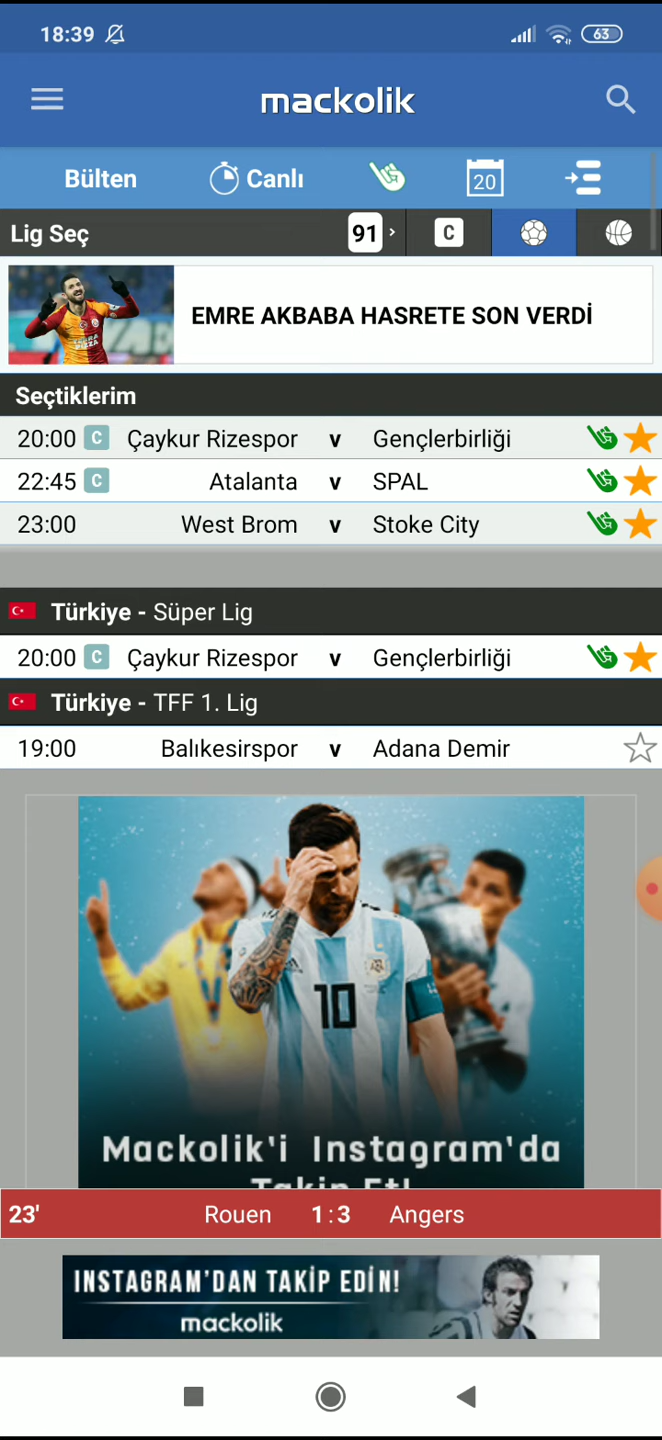 18:39 63
mackolik
Bülten Canlı 20
Lig Seç 91 › C
EMRE AKBABA HASRETE SON VERDİ
Seçtiklerim
20:00 C Çaykur Rizespor v Gençlerbirliği
22:45 C Atalanta v SPAL
23:00 West Brom v Stoke City
Türkiye - Süper Lig
20:00 C Çaykur Rizespor v Gençlerbirliği
Türkiye - TFF 1. Lig
19:00 Balıkesirspor v Adana Demir
10
Mackolik'i Instagram'da
Takip Et!
23' Rouen 1 : 3 Angers
INSTAGRAM'DAN TAKİP EDİN!
mackolik